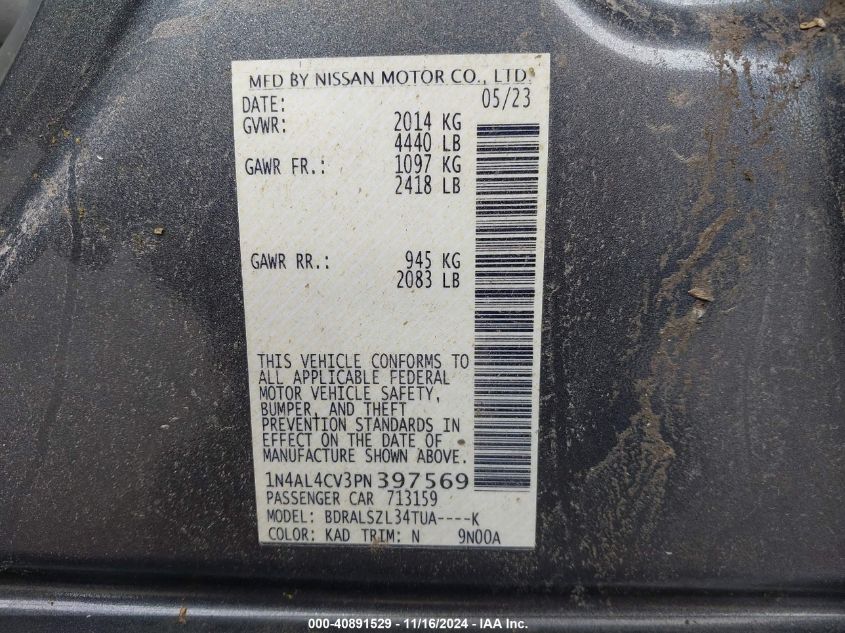 MFD BY NISSAN MOTOR CO., LTD.
DATE: 05/23
GVWR: 2014 KG
4440 LB
GAWR FR.: 1097 KG
2418 LB
GAWR RR.: 945 KG
2083 LB
THIS VEHICLE CONFORMS TO
ALL APPLICABLE FEDERAL
MOTOR VEHICLE SAFETY,
BUMPER, AND THEFT
PREVENTION STANDARDS IN
EFFECT ON THE DATE OF
MANUFACTURE SHOWN ABOVE.
1N4AL4CV3PN397569
PASSENGER CAR 713159
MODEL: BDRALSZL34TUA----K
COLOR: KAD TRIM: N 9N00A
000-40891529 - 11/16/2024 - IAA Inc.